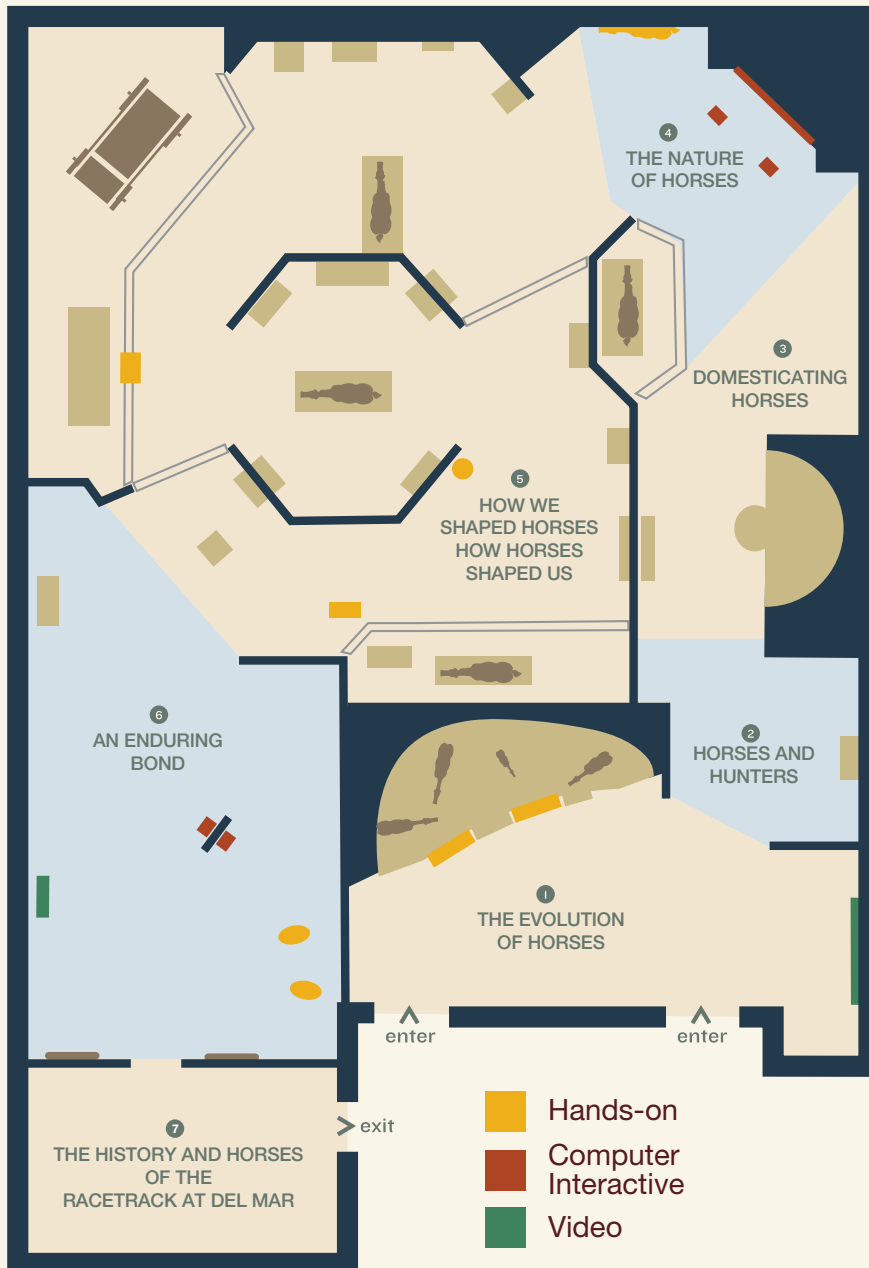 4
THE NATURE
OF HORSES
3
DOMESTICATING
HORSES
5
HOW WE
SHAPED HORSES
HOW HORSES
SHAPED US
6
AN ENDURING
BOND
2
HORSES AND
HUNTERS
1
THE EVOLUTION
OF HORSES
enter
enter
7
THE HISTORY AND HORSES
OF THE
RACETRACK AT DEL MAR
exit
Hands-on
Computer
Interactive
Video